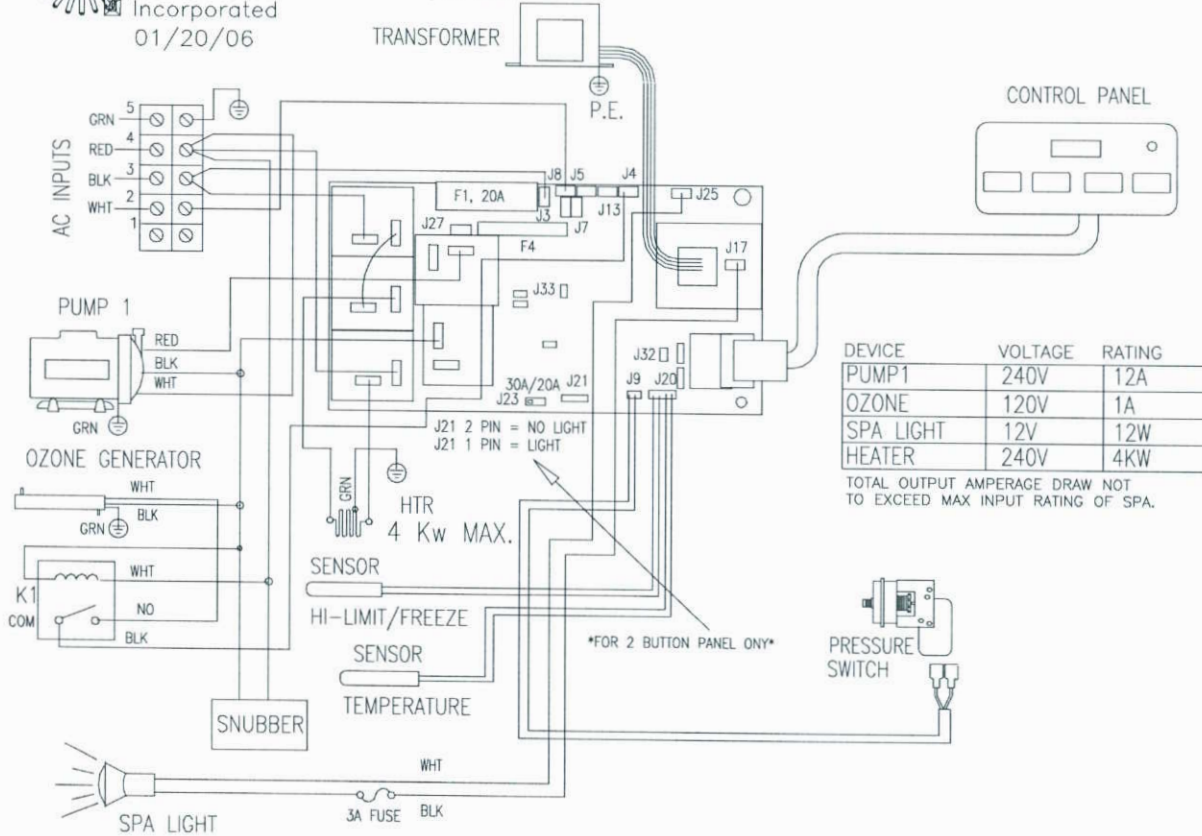 Incorporated
01/20/06
TRANSFORMER
P.E.
CONTROL PANEL
AC INPUTS
5
GRN
4
RED
3
BLK
2
WHT
1
F1, 20A
J8
J5
J4
J3
J13
J7
J25
J27
F4
J17
J33
J32
30A/20A
J21
J23
J9
J20
J21 2 PIN = NO LIGHT
J21 1 PIN = LIGHT
PUMP 1
RED
BLK
WHT
GRN
OZONE GENERATOR
WHT
BLK
GRN
K1
COM
WHT
NO
BLK
GRN
HTR
4 Kw MAX.
SENSOR
HI-LIMIT/FREEZE
SENSOR
TEMPERATURE
*FOR 2 BUTTON PANEL ONY*
PRESSURE
SWITCH
SNUBBER
SPA LIGHT
WHT
3A FUSE
BLK
DEVICE VOLTAGE RATING
PUMP1 240V 12A
OZONE 120V 1A
SPA LIGHT 12V 12W
HEATER 240V 4KW
TOTAL OUTPUT AMPERAGE DRAW NOT
TO EXCEED MAX INPUT RATING OF SPA.